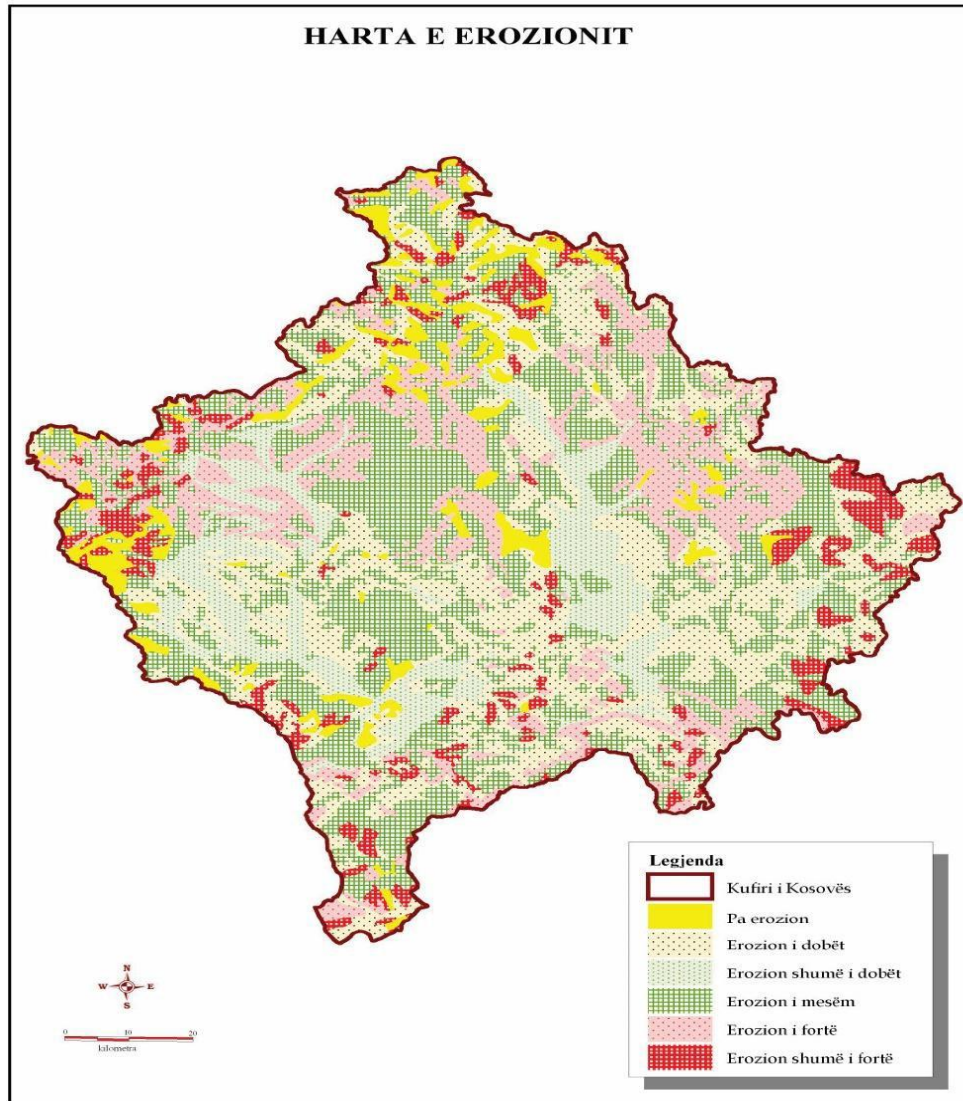 HARTA E EROZIONIT
Legjenda
Kufiri i Kosovës
Pa erozion
Erozion i dobët
Erozion shumë i dobët
Erozion i mesëm
Erozion i fortë
Erozion shumë i fortë
N
W E
S
0 10 20
kilometra